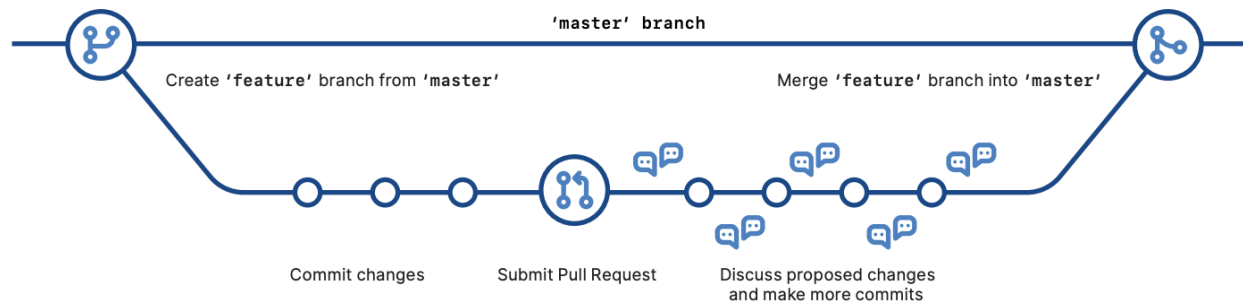 ‘master’ branch
Create ‘feature’ branch from ‘master’
Merge ‘feature’ branch into ‘master’
Commit changes
Submit Pull Request
Discuss proposed changes
and make more commits